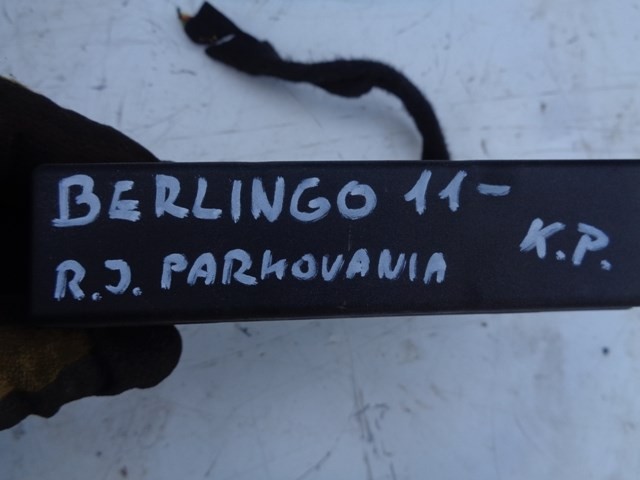 BERLINGO 11-
R.J. PARKOVANIA
K.P.